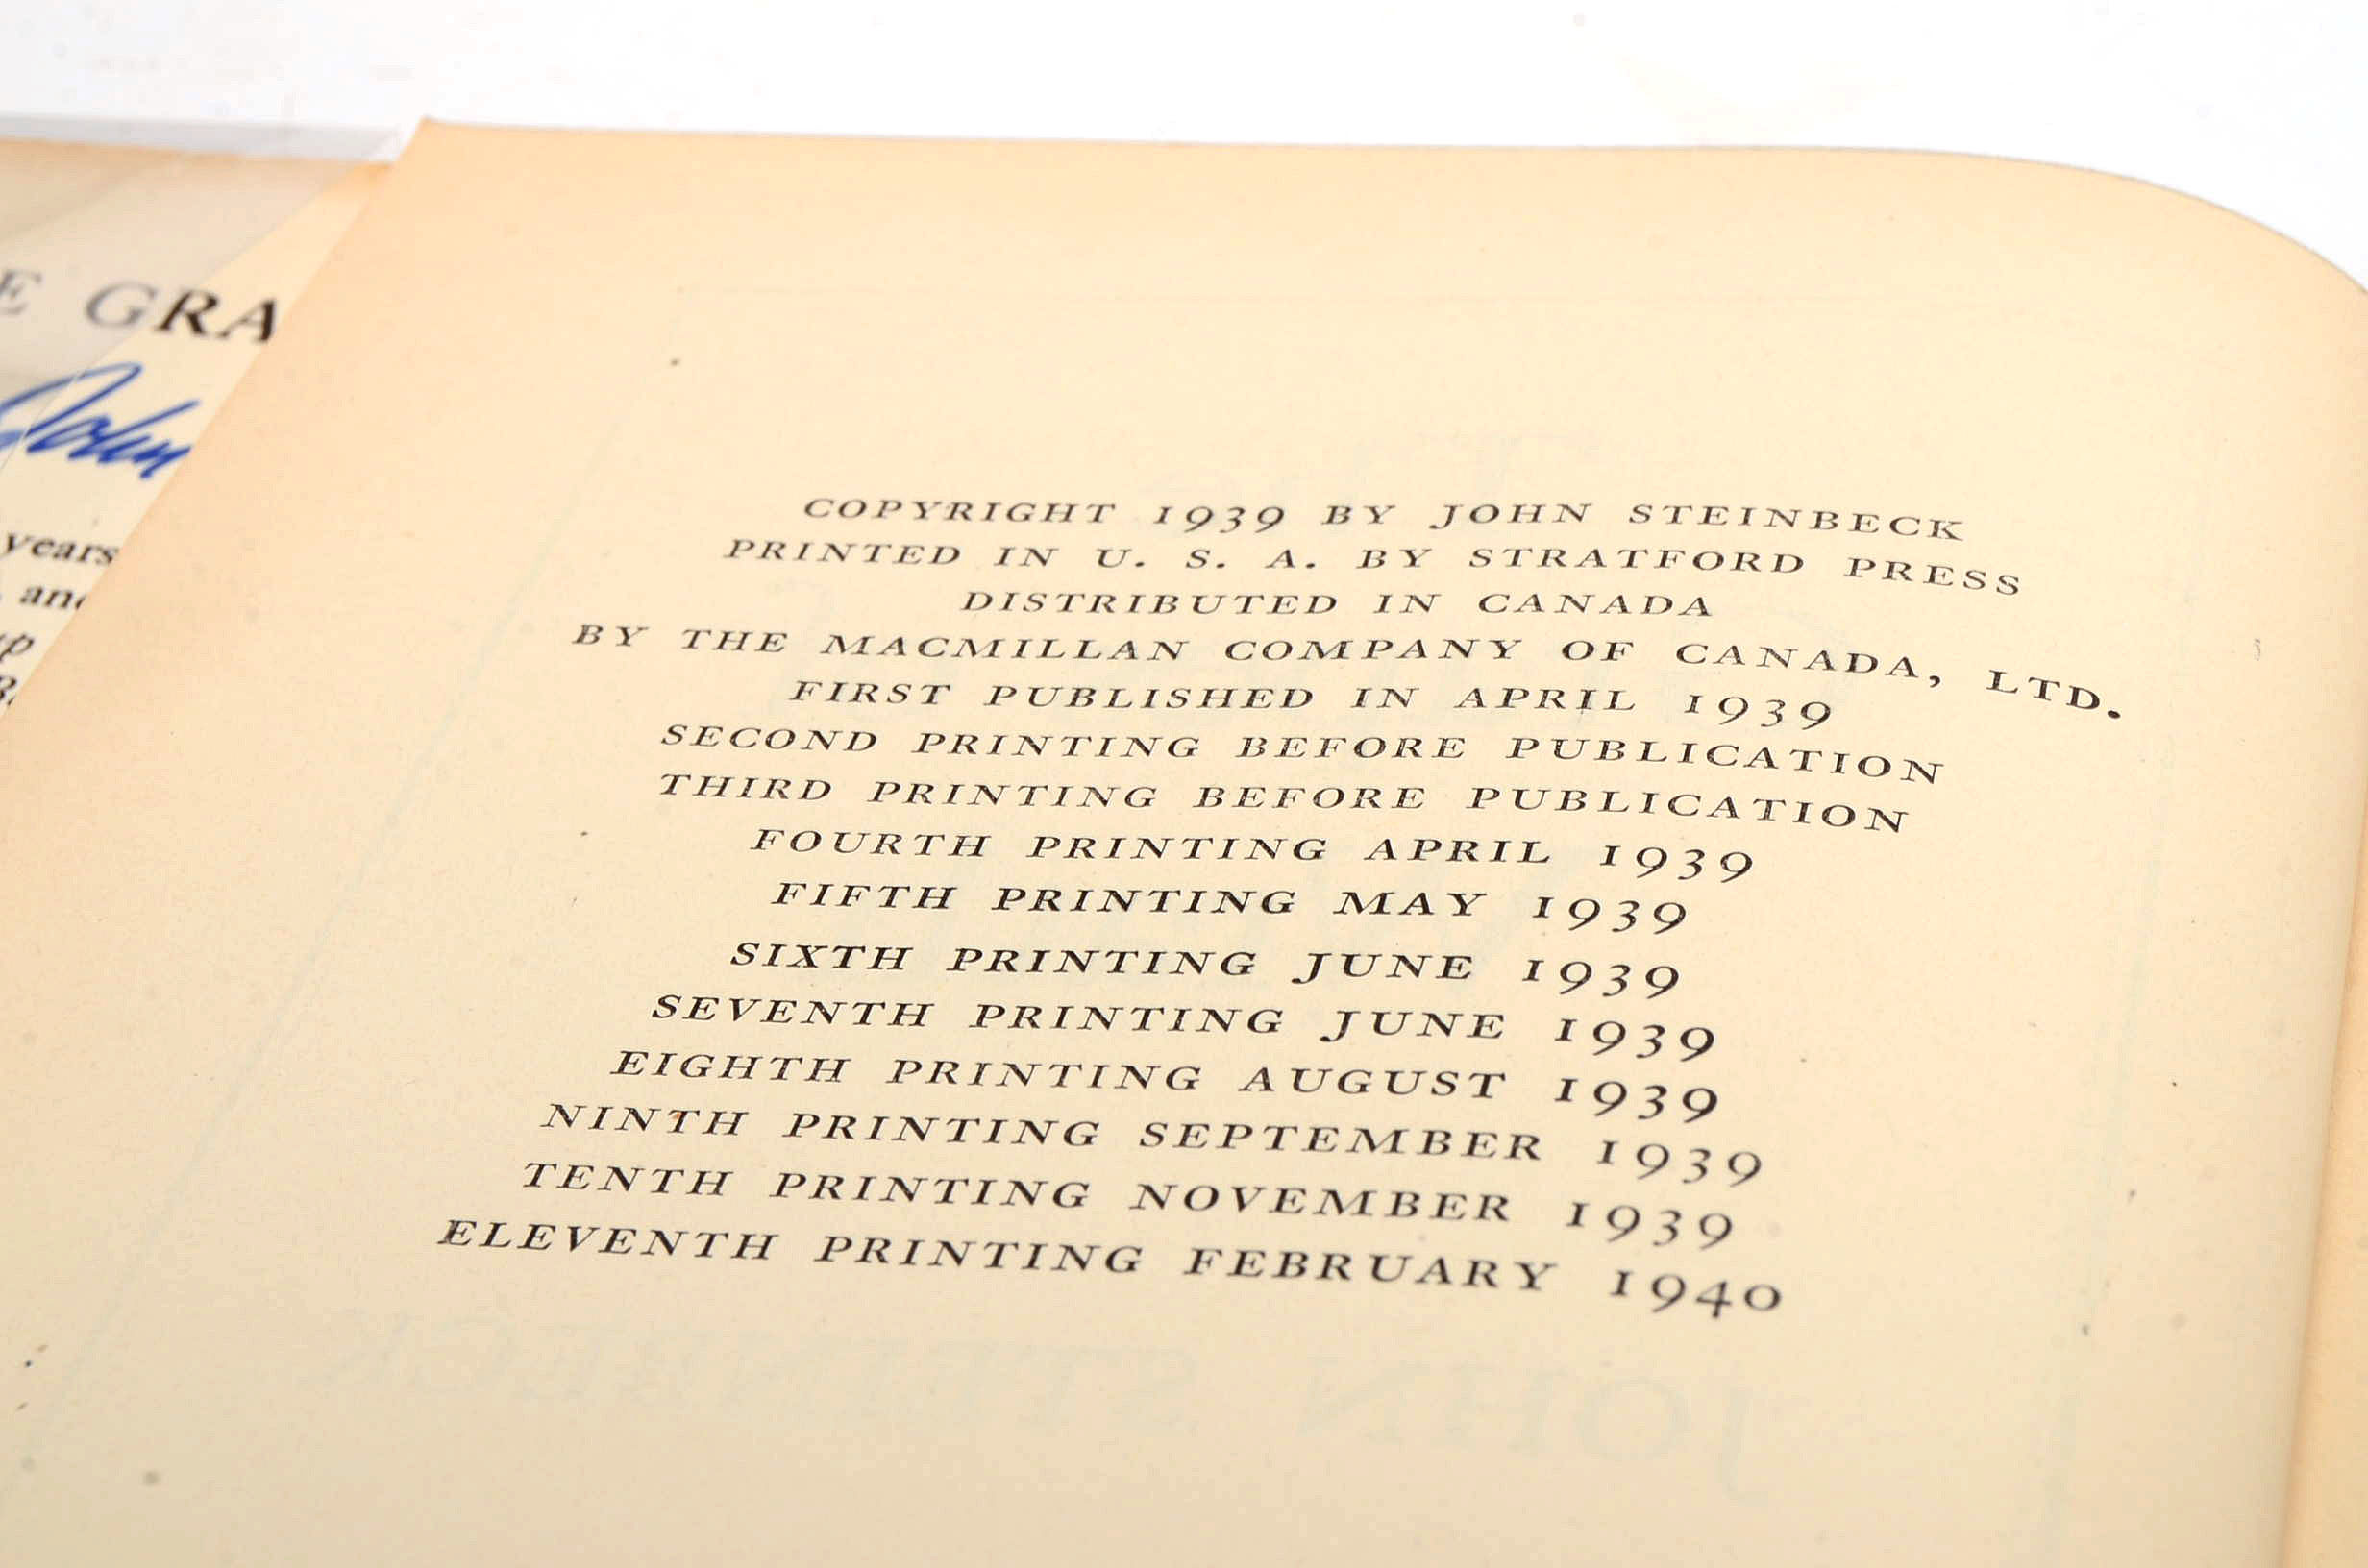 E GRA
John
years
and
COPYRIGHT 1939 BY JOHN STEINBECK
PRINTED IN U. S. A. BY STRATFORD PRESS
DISTRIBUTED IN CANADA
BY THE MACMILLAN COMPANY OF CANADA, LTD.
FIRST PUBLISHED IN APRIL 1939
SECOND PRINTING BEFORE PUBLICATION
THIRD PRINTING BEFORE PUBLICATION
FOURTH PRINTING APRIL 1939
FIFTH PRINTING MAY 1939
SIXTH PRINTING JUNE 1939
SEVENTH PRINTING JUNE 1939
EIGHTH PRINTING AUGUST 1939
NINTH PRINTING SEPTEMBER 1939
TENTH PRINTING NOVEMBER 1939
ELEVENTH PRINTING FEBRUARY 1940